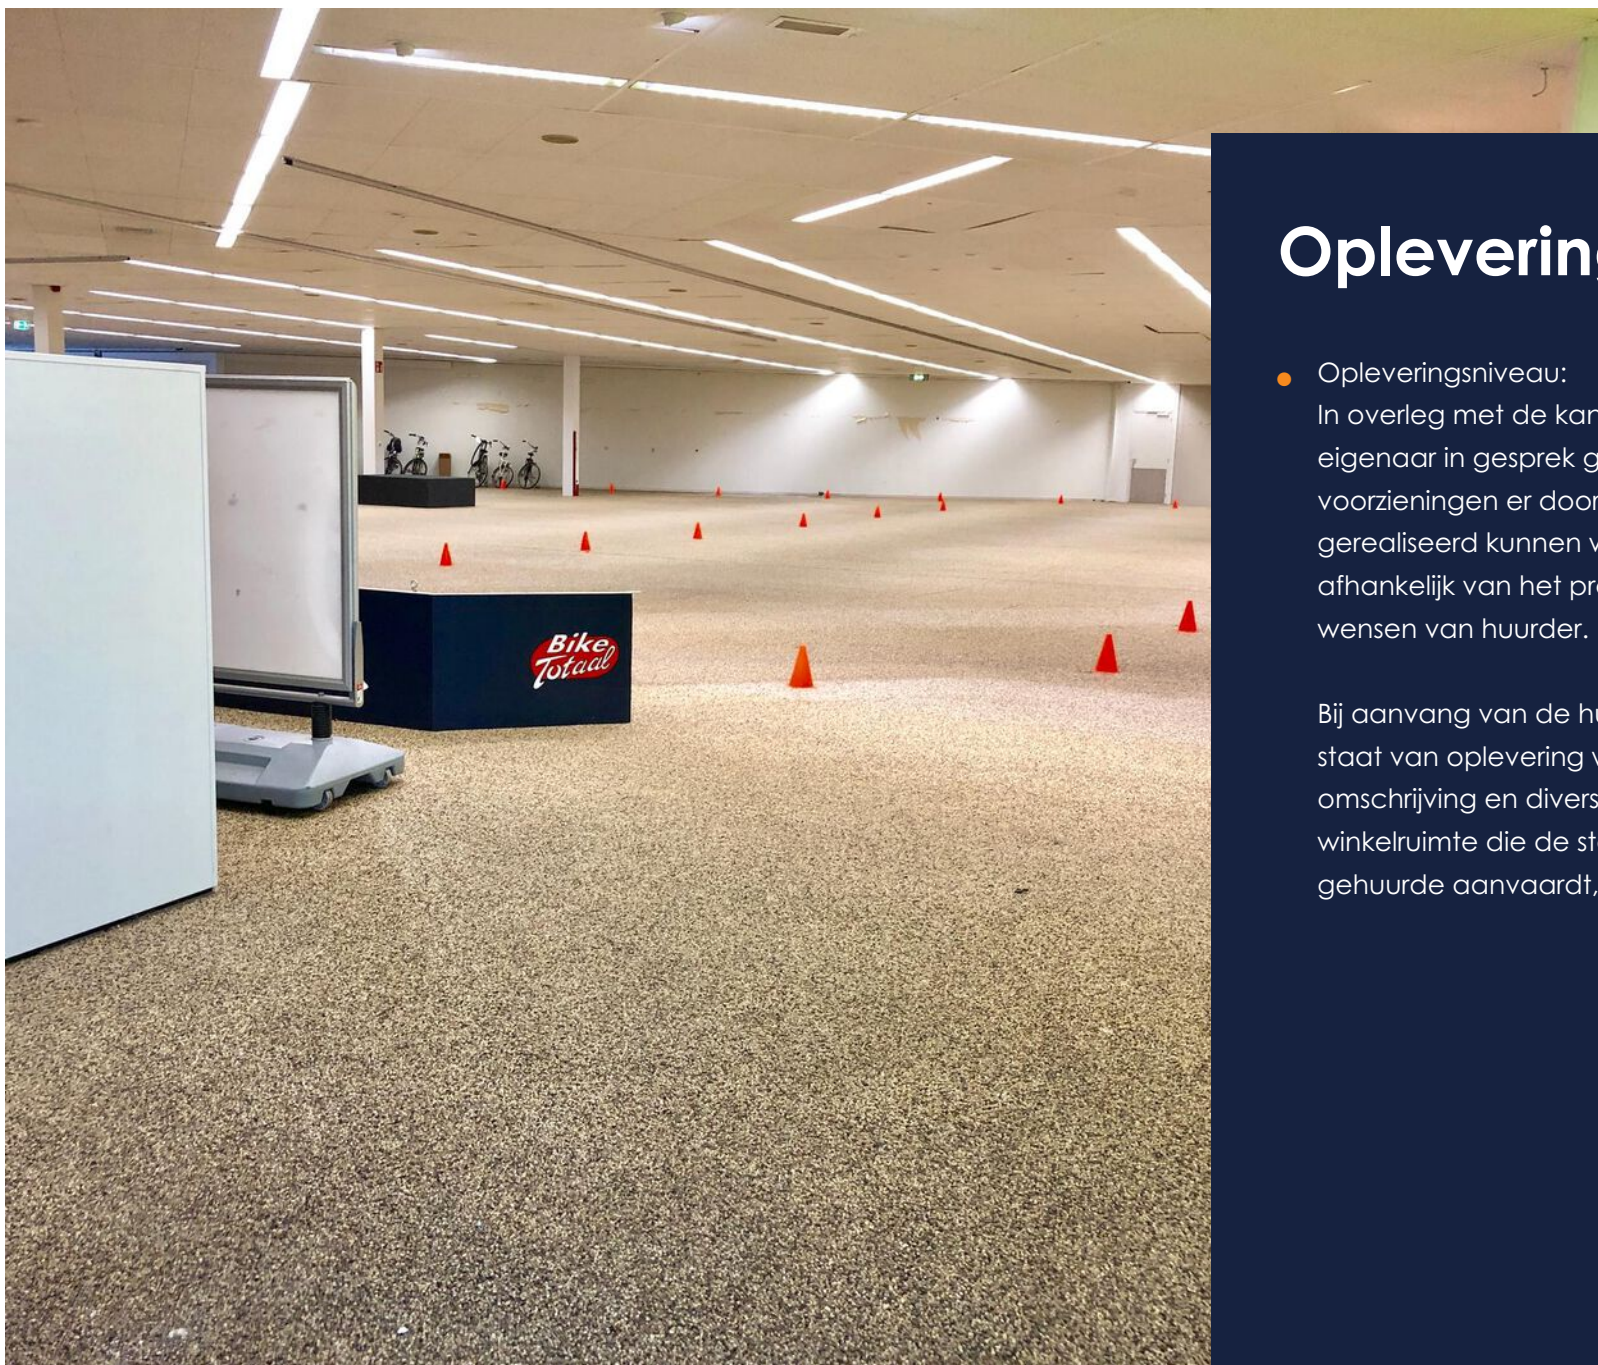 Bike
Totaal
Oplevering
Opleveringsniveau:
In overleg met de kan
eigenaar in gesprek g
voorzieningen er door
gerealiseerd kunnen
afhankelijk van het pr
wensen van huurder.
Bij aanvang van de hu
staat van oplevering
omschrijving en divers
winkelruimte die de st
gehuurde aanvaardt,